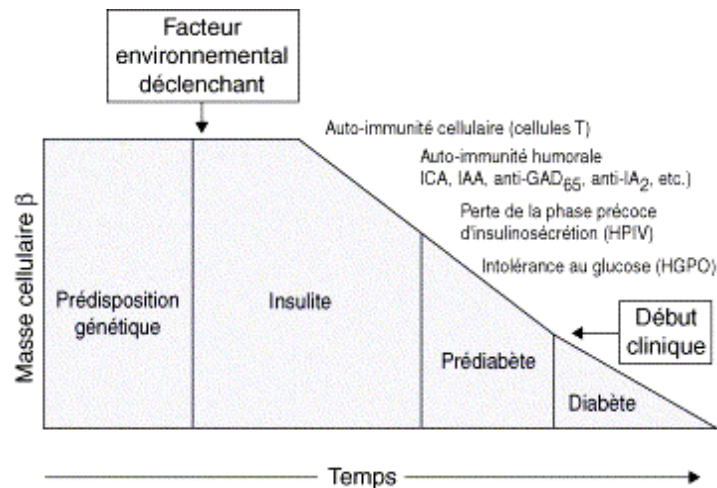 Facteur
environnemental
déclenchant
Auto-immunité cellulaire (cellules T)
Auto-immunité humorale
ICA, IAA, anti-GAD65, anti-IA2, etc.)
Perte de la phase précoce
d'insulinosécrétion (HPIV)
Intolérance au glucose (HGPO)
Masse cellulaire β
Prédisposition
génétique
Insulite
Prédiabète
Début
clinique
Diabète
Temps